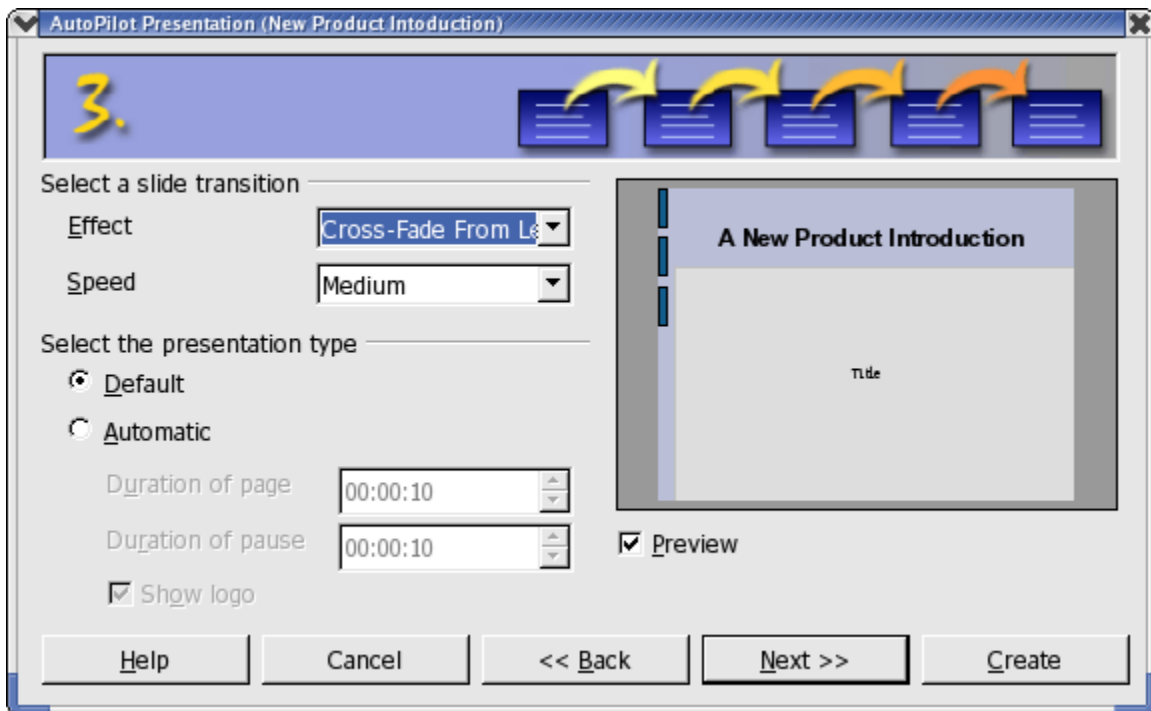 AutoPilot Presentation (New Product Intoduction)
3.
Select a slide transition
Effect
Cross-Fade From Le
Speed
Medium
Select the presentation type
Default
Automatic
Duration of page
00:00:10
Duration of pause
00:00:10
Show logo
A New Product Introduction
Title
Preview
Help
Cancel
<< Back
Next >>
Create